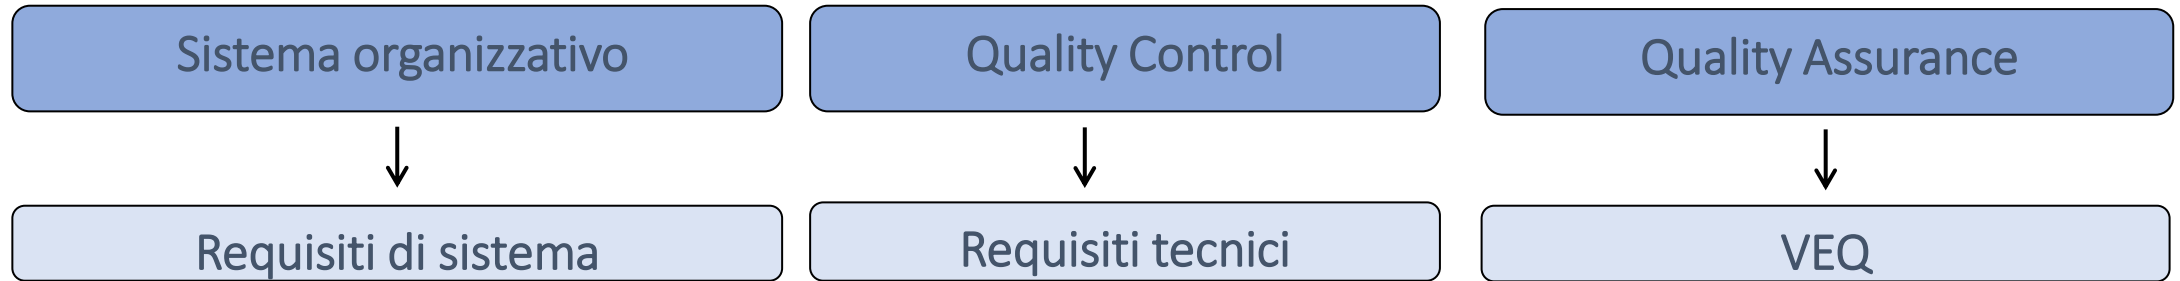 Sistema organizzativo
Quality Control
Quality Assurance
Requisiti di sistema
Requisiti tecnici
VEQ